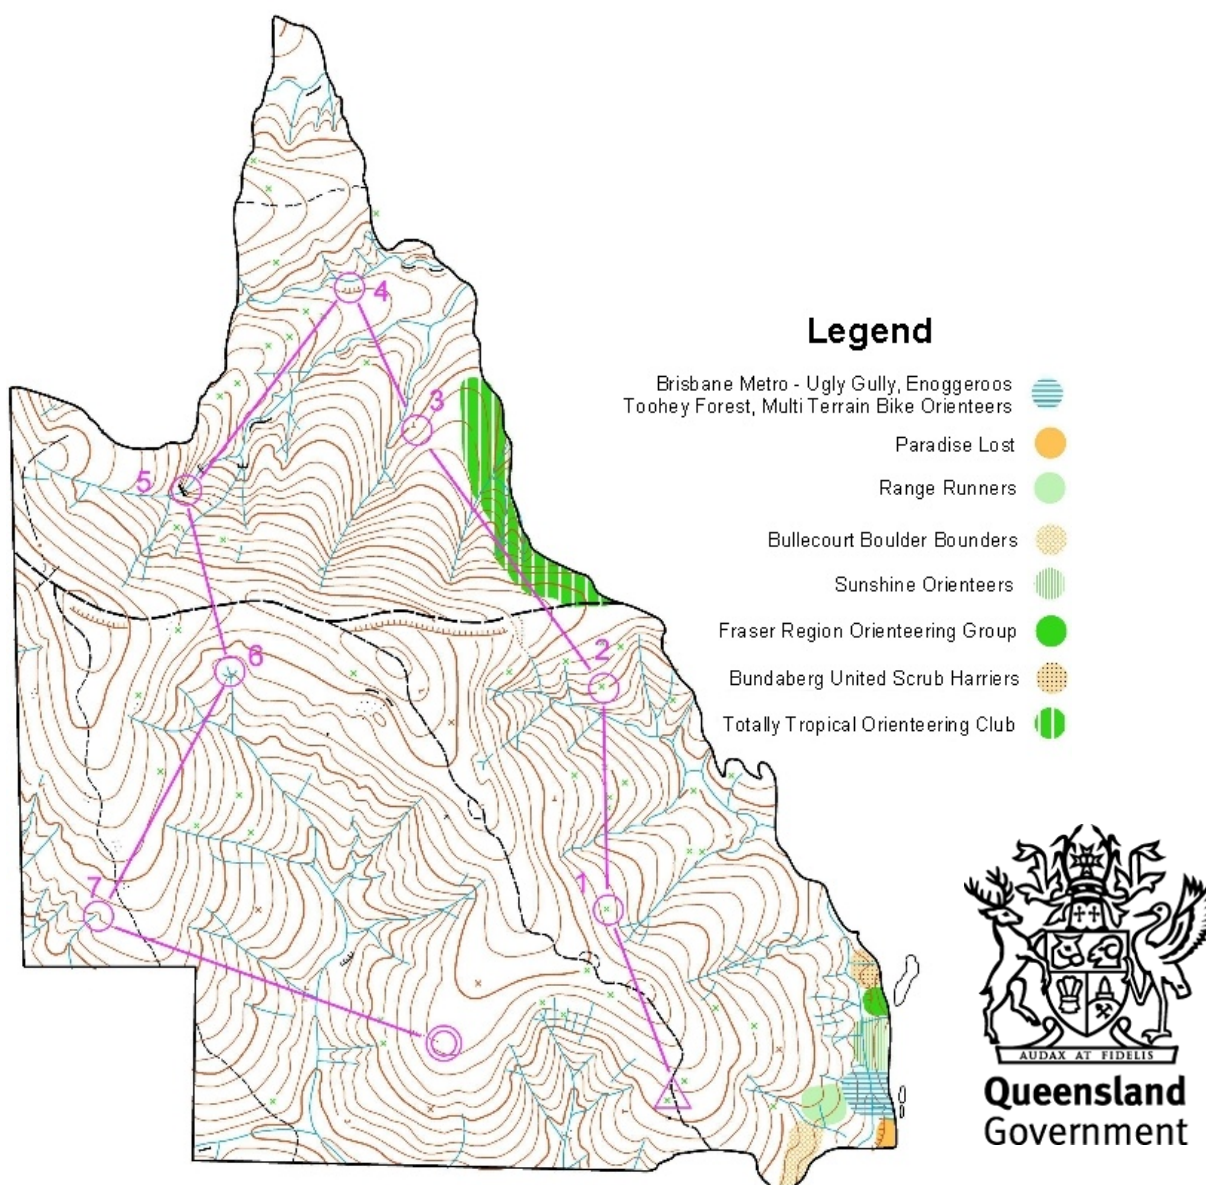 4
3
5
2
6
1
7
Legend
Brisbane Metro - Ugly Gully, Enoggeroos
Toohey Forest, Multi Terrain Bike Orienteers
Paradise Lost
Range Runners
Bullecourt Boulder Bounders
Sunshine Orienteers
Fraser Region Orienteering Group
Bundaberg United Scrub Harriers
Totally Tropical Orienteering Club
AUDAX AT FIDELIS
Queensland
Government